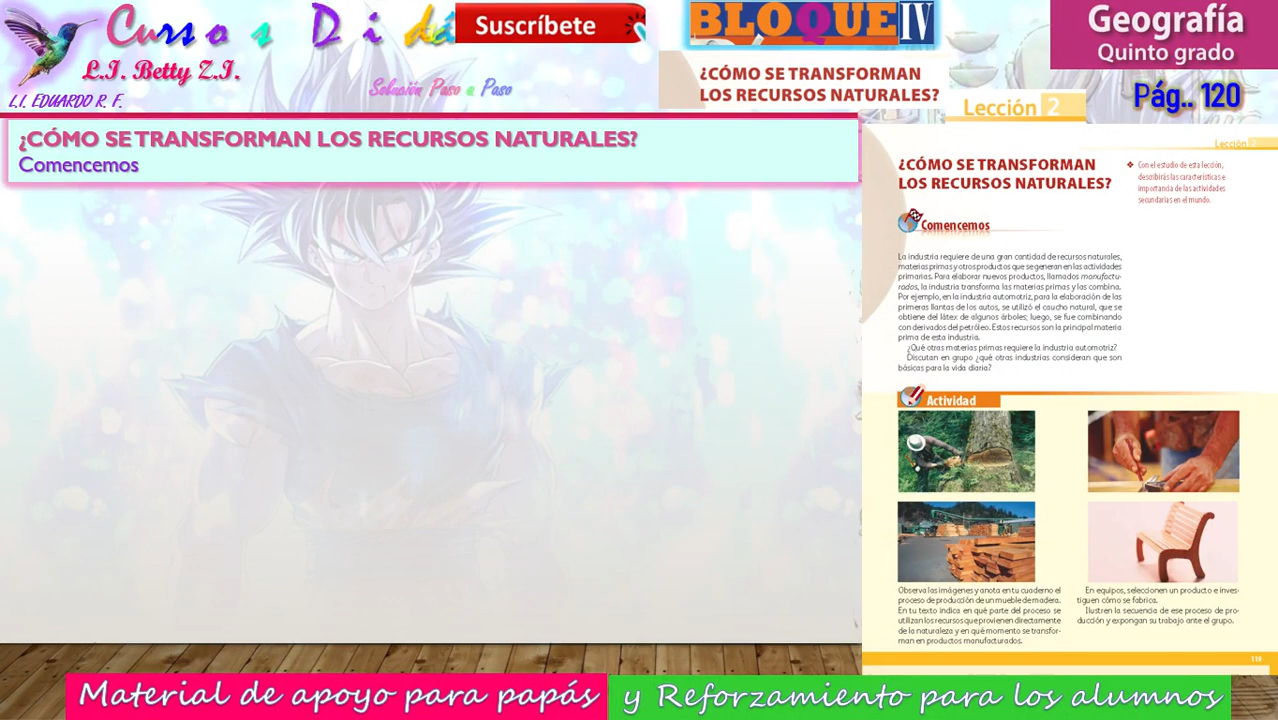 Cursos Didá
L.I. Betty Z.I.
L.I. EDUARDO R. F.
Solución Paso a Paso
Suscríbete
BLOQUE IV
¿CÓMO SE TRANSFORMAN
LOS RECURSOS NATURALES?
Lección 2
Geografía
Quinto grado
Pág.. 120
¿CÓMO SE TRANSFORMAN LOS RECURSOS NATURALES?
Comencemos
Lección 2
¿CÓMO SE TRANSFORMAN
LOS RECURSOS NATURALES?
❖ Con el estudio de esta lección,
describirás las características e
importancia de las actividades
secundarias en el mundo.
Comencemos
La industria requiere de una gran cantidad de recursos naturales,
materias primas y otros productos que se generan en las actividades
primarias. Para elaborar nuevos productos, llamados manufactu-
rados, la industria transforma las materias primas y las combina.
Por ejemplo, en la industria automotriz, para la elaboración de las
primeras llantas de los autos, se utilizó el caucho natural, que se
obtiene del látex de algunos árboles; luego, se fue combinando
con derivados del petróleo. Estos recursos son la principal materia
prima de esta industria.
¿Qué otras materias primas requiere la industria automotriz?
Discutan en grupo ¿qué otras industrias consideran que son
básicas para la vida diaria?
Actividad
Observa las imágenes y anota en tu cuaderno el
proceso de producción de un mueble de madera.
En tu texto indica en qué parte del proceso se
utilizan los recursos que provienen directamente
de la naturaleza y en qué momento se transfor-
man en productos manufacturados.
En equipos, seleccionen un producto e inves-
tiguen cómo se fabrica.
Ilustren la secuencia de ese proceso de pro-
ducción y expongan su trabajo ante el grupo.
Material de apoyo para papás y Reforzamiento para los alumnos